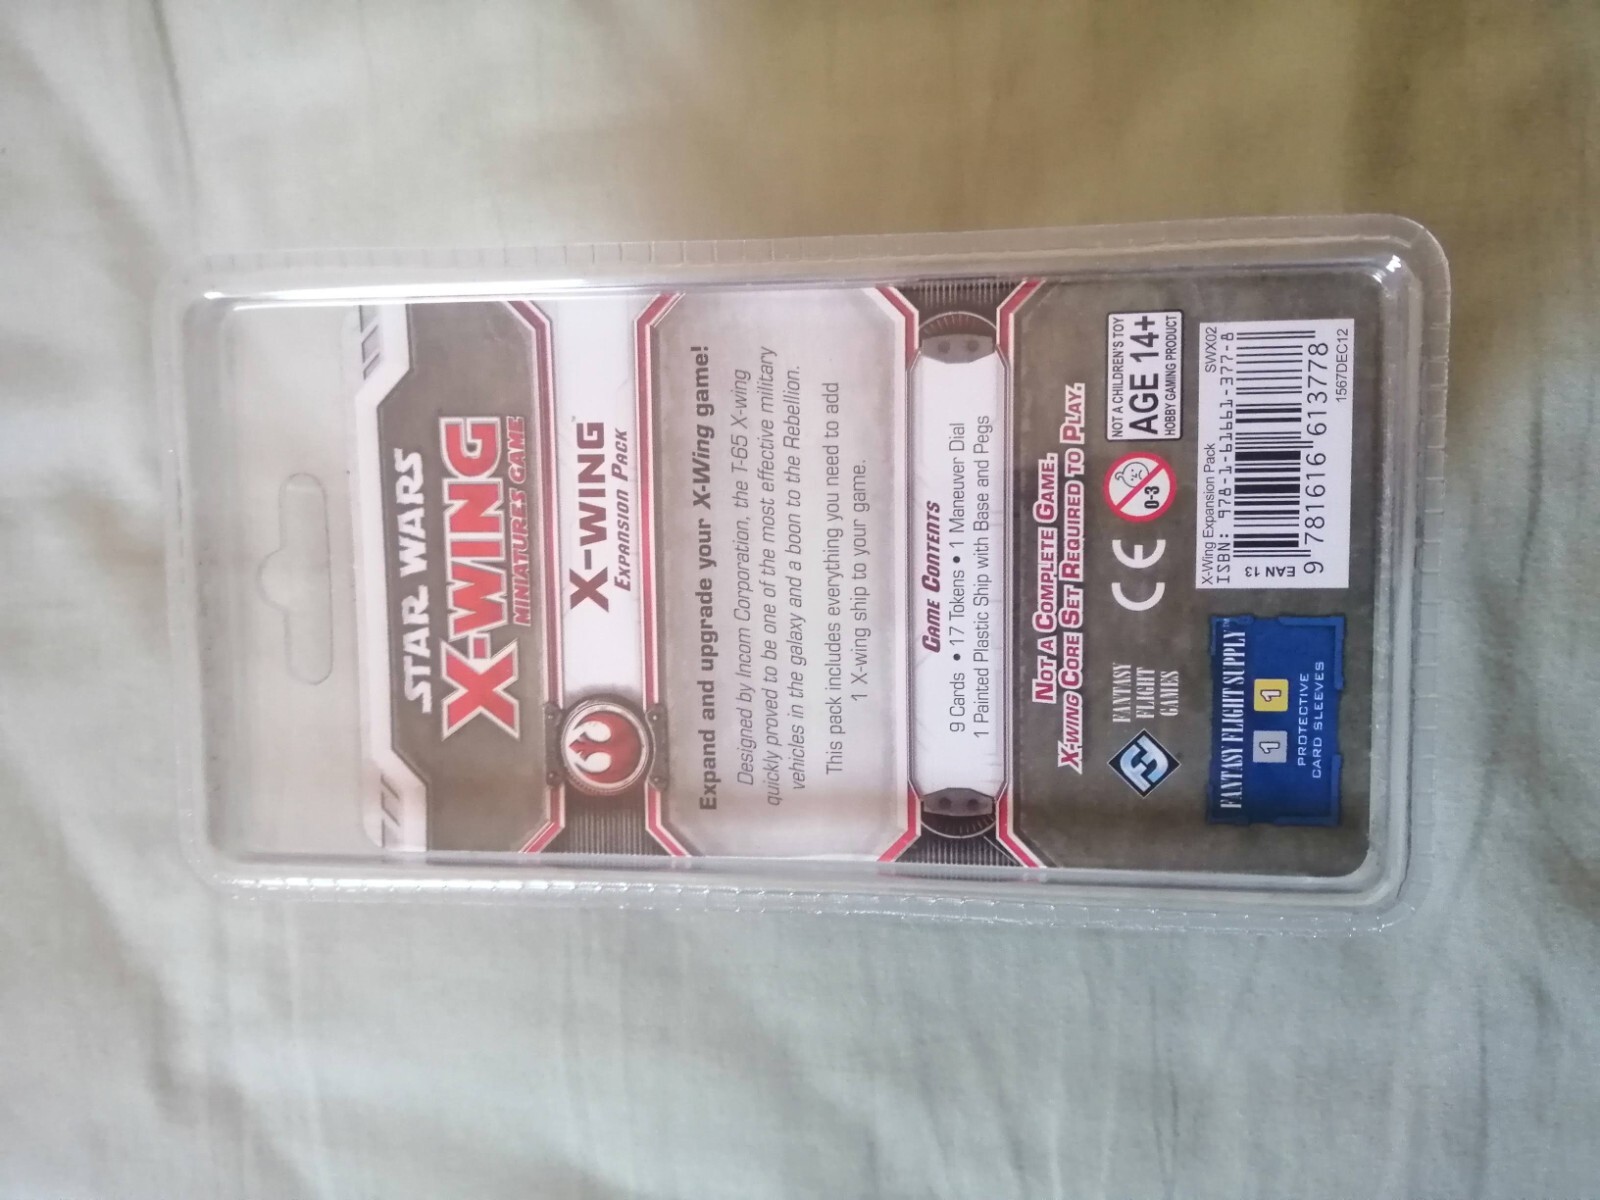 STAR WARS
X-WING
MINIATURES GAME
X-WING™
EXPANSION PACK
Expand and upgrade your X-Wing game!
Designed by Incom Corporation, the T-65 X-wing
quickly proved to be one of the most effective military
vehicles in the galaxy and a boon to the Rebellion.
This pack includes everything you need to add
1 X-wing ship to your game.
GAME CONTENTS
9 Cards • 17 Tokens • 1 Maneuver Dial
1 Painted Plastic Ship with Base and Pegs
NOT A COMPLETE GAME.
X-WING CORE SET REQUIRED TO PLAY.
FANTASY
FLIGHT
GAMES
CE
0-3
NOT A CHILDREN'S TOY
AGE 14+
HOBBY GAMING PRODUCT
FANTASY FLIGHT SUPPLY
1 1
PROTECTIVE
CARD SLEEVES
X-Wing Expansion Pack SWX02
ISBN: 978-1-61661-377-8
EAN 13
9 781616 613778
1567DEC12